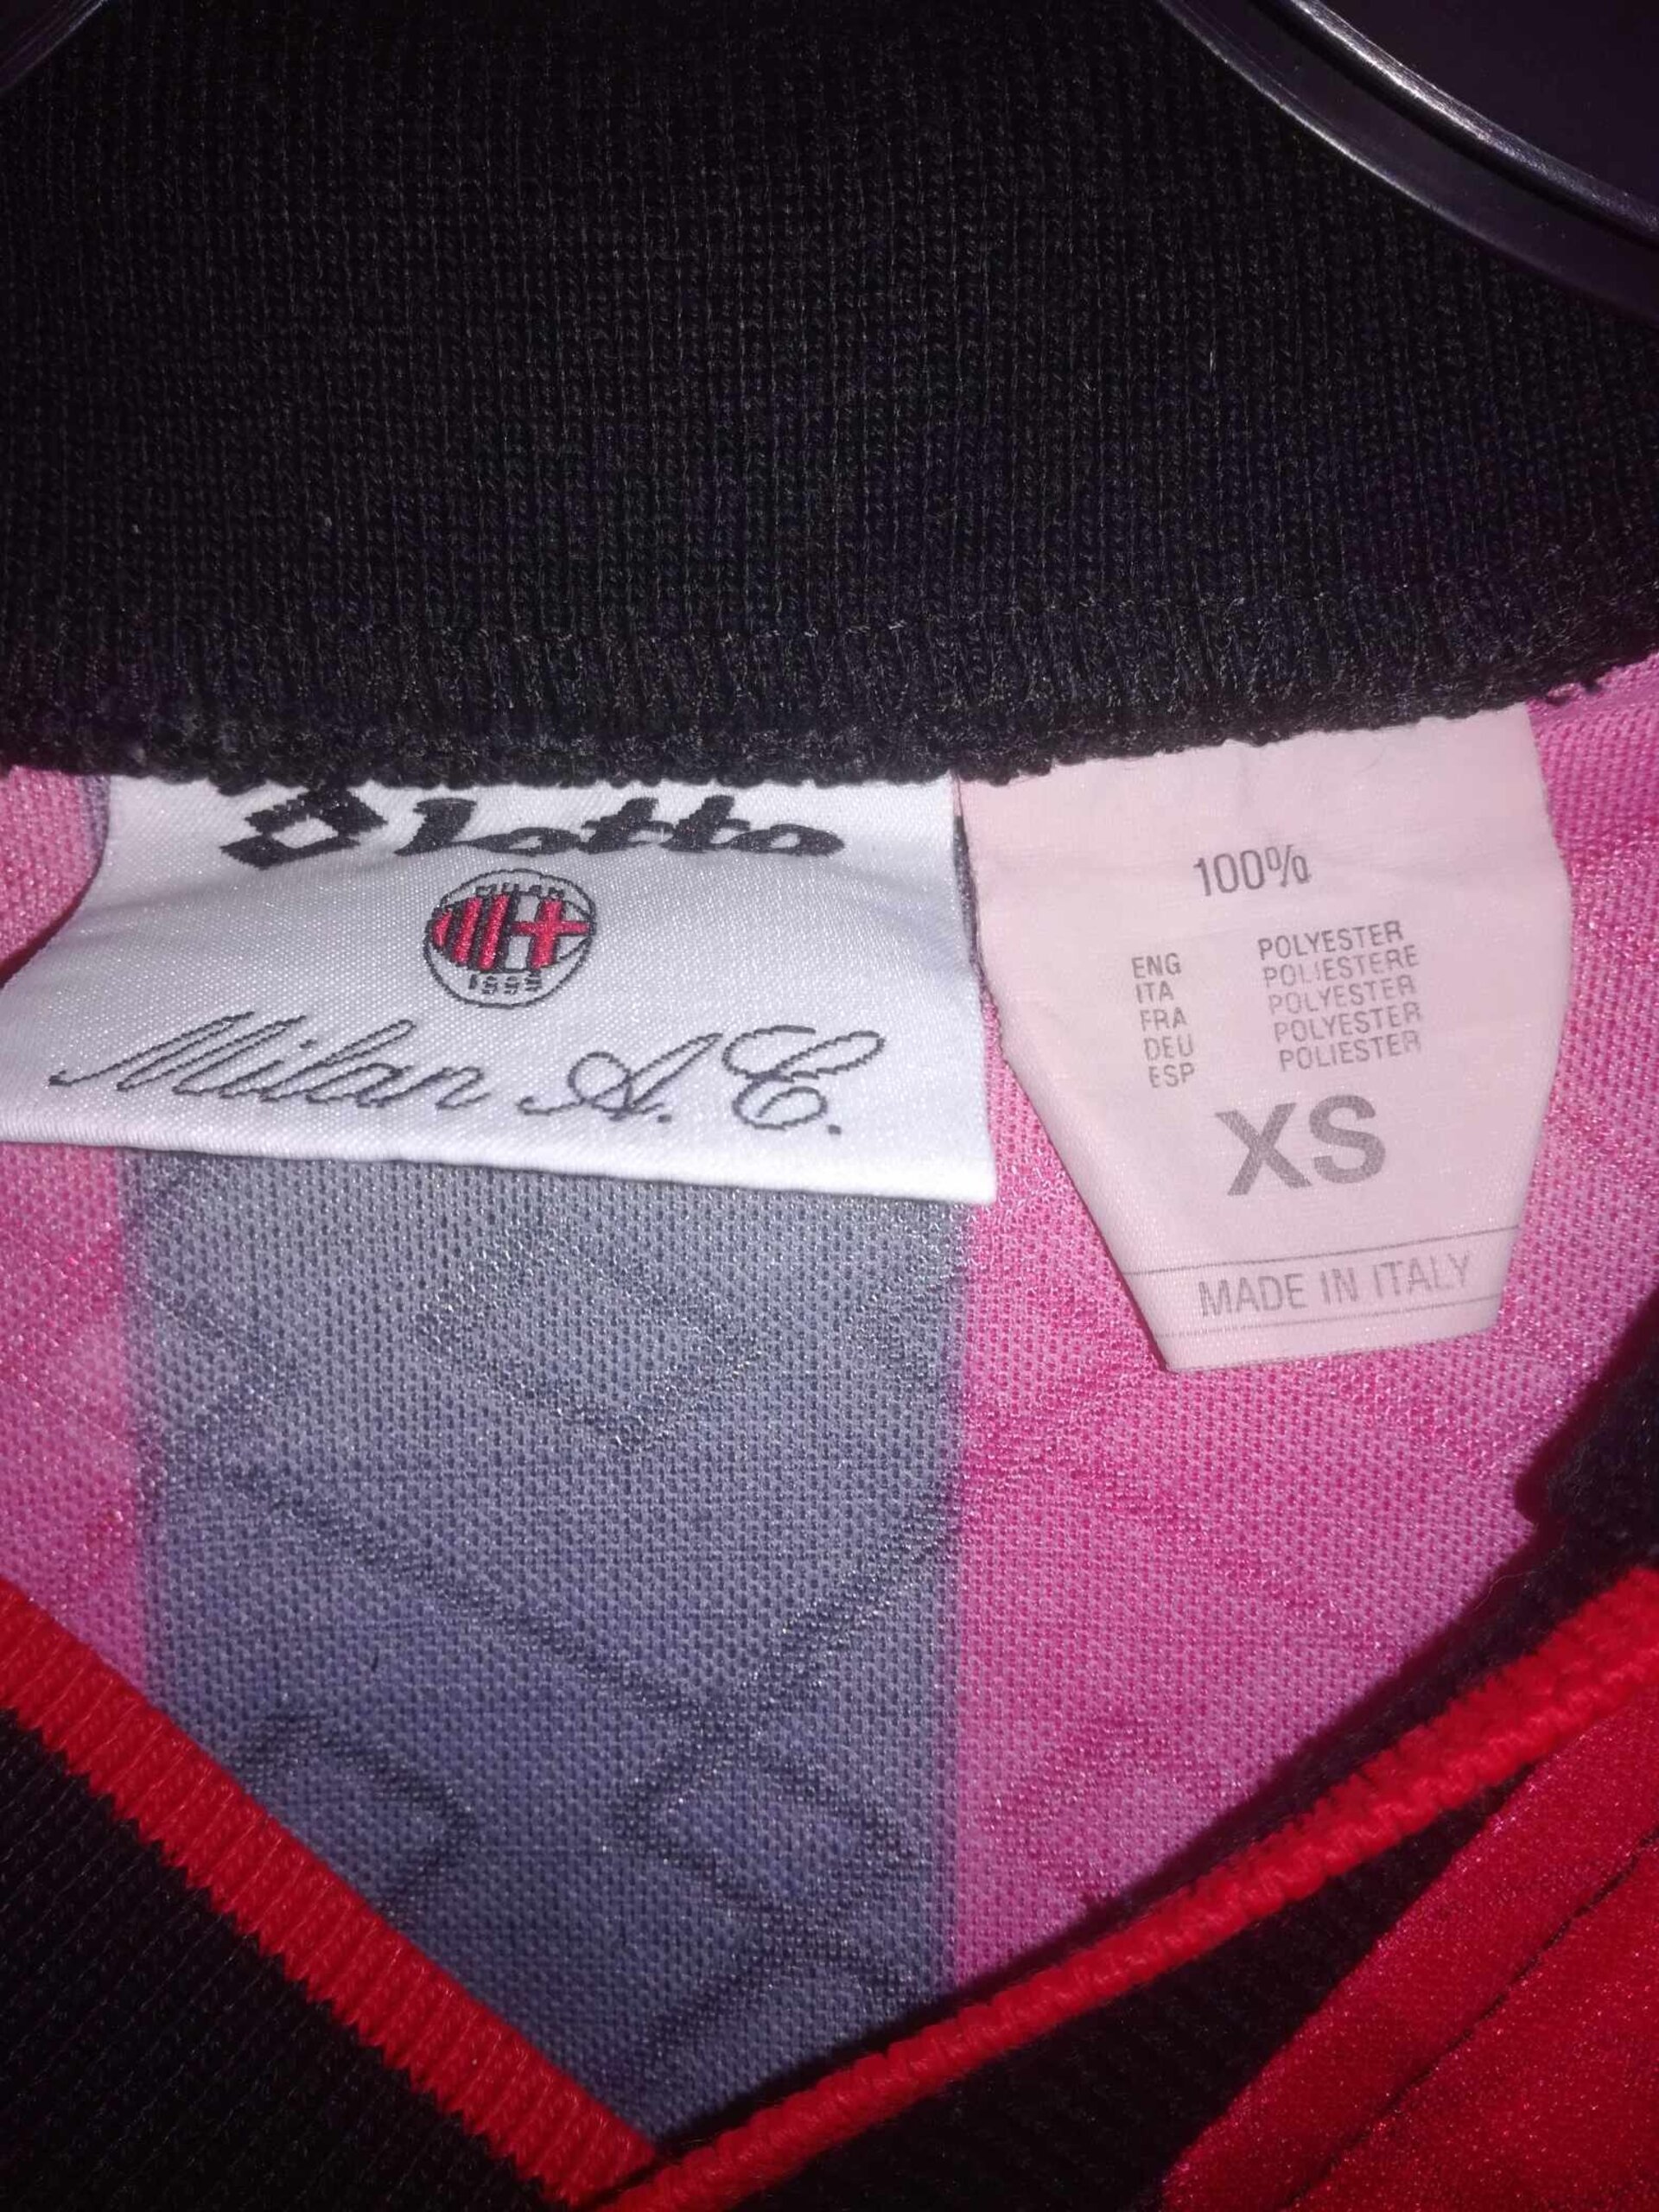 lotto
MILAN
1899
Milan A.C.
100%
ENG POLYESTER
ITA POLIESTERE
FRA POLYESTER
DEU POLYESTER
ESP POLIESTER
XS
MADE IN ITALY